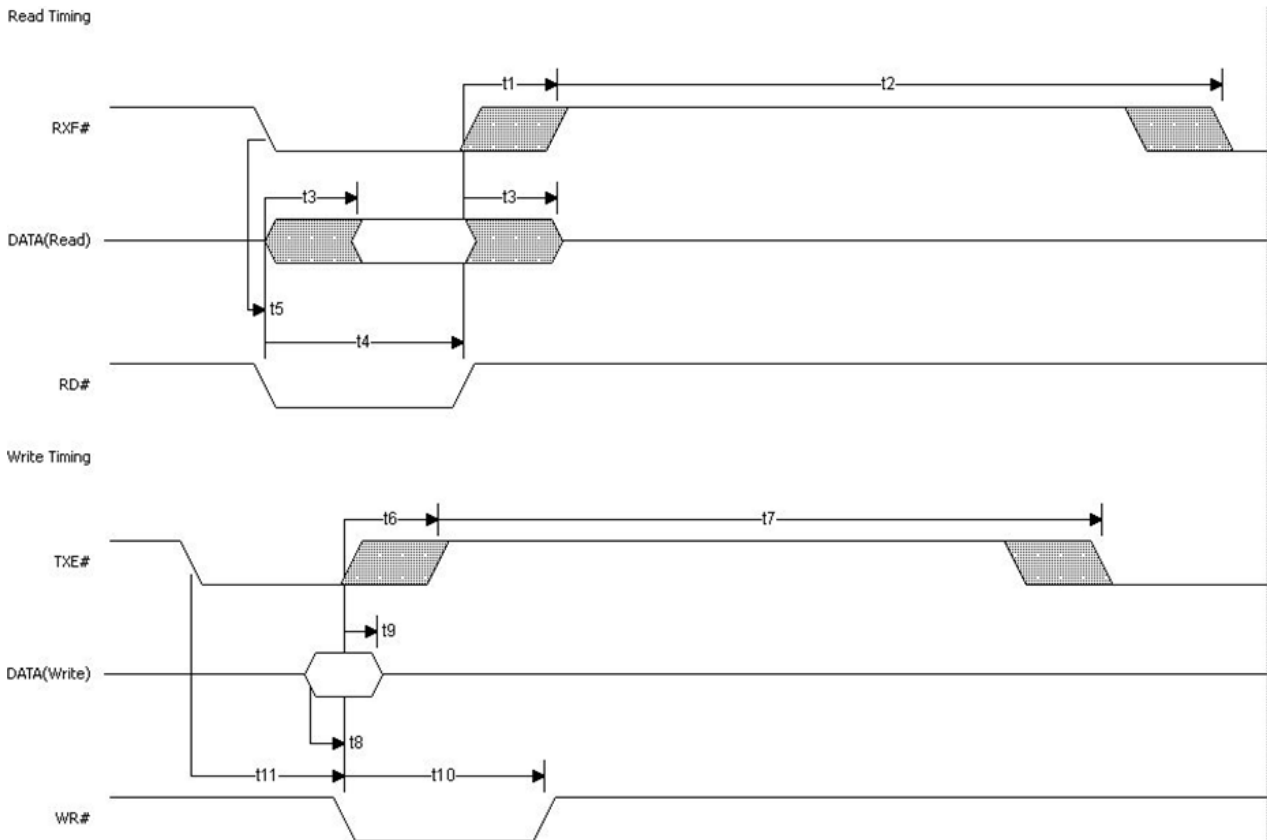 Read Timing
t1
t2
RXF#
t3
t3
DATA(Read)
t5
t4
RD#
Write Timing
t6
t7
TXE#
t9
DATA(Write)
t8
t11
t10
WR#